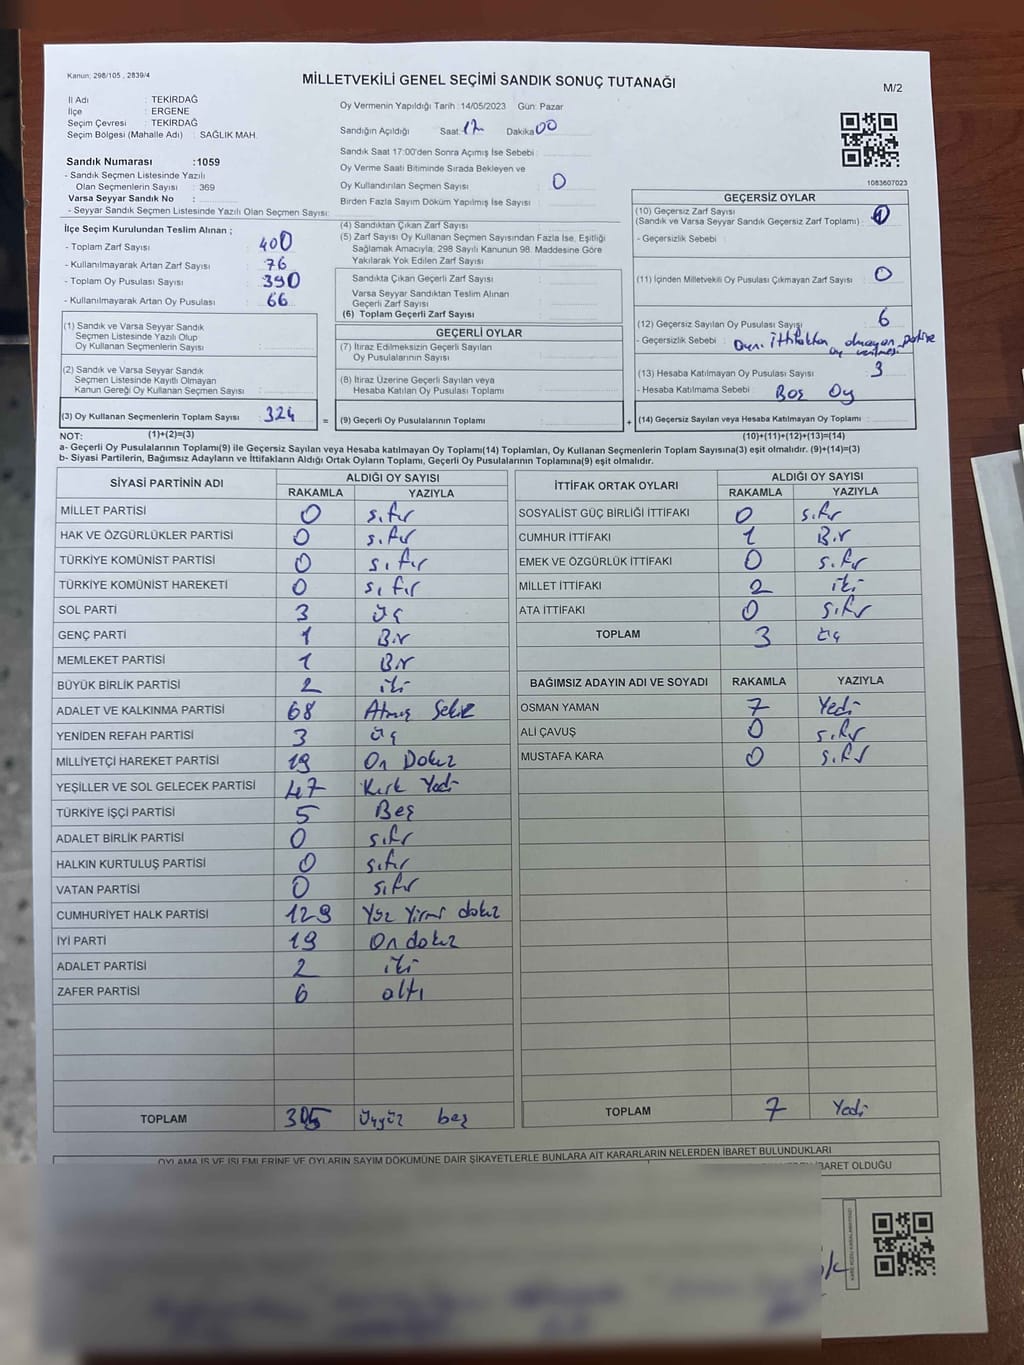 Kanun; 298/105 , 2839/4
MİLLETVEKİLİ GENEL SEÇİMİ SANDIK SONUÇ TUTANAĞI
M/2
İl Adı : TEKİRDAĞ
İlçe : ERGENE
Seçim Çevresi : TEKİRDAĞ
Seçim Bölgesi (Mahalle Adı) : SAĞLIK MAH.
Sandık Numarası :1059
- Sandık Seçmen Listesinde Yazılı
Olan Seçmenlerin Sayısı : 369
Varsa Seyyar Sandık No :
- Seyyar Sandık Seçmen Listesinde Yazılı Olan Seçmen Sayısı:
Oy Vermenin Yapıldığı Tarih :14/05/2023 Gün: Pazar
Sandığın Açıldığı Saat: 17 Dakika 00
Sandık Saat 17:00'den Sonra Açımış İse Sebebi :
Oy Verme Saati Bitiminde Sırada Bekleyen ve
Oy Kullandırılan Seçmen Sayısı : 0
Birden Fazla Sayım Döküm Yapılmış İse Sayısı :
1083607023
İlçe Seçim Kurulundan Teslim Alınan ;
- Toplam Zarf Sayısı : 400
- Kullanılmayarak Artan Zarf Sayısı : 76
- Toplam Oy Pusulası Sayısı : 390
- Kullanılmayarak Artan Oy Pusulası : 66
(1) Sandık ve Varsa Seyyar Sandık
Seçmen Listesinde Yazılı Olup
Oy Kullanan Seçmenlerin Sayısı :
(2) Sandık ve Varsa Seyyar Sandık
Seçmen Listesinde Kayıtlı Olmayan
Kanun Gereği Oy Kullanan Seçmen Sayısı :
(3) Oy Kullanan Seçmenlerin Toplam Sayısı : 324
(1)+(2)=(3)
(4) Sandıktan Çıkan Zarf Sayısı :
(5) Zarf Sayısı Oy Kullanan Seçmen Sayısından Fazla İse, Eşitliği
Sağlamak Amacıyla, 298 Sayılı Kanunun 98. Maddesine Göre
Yakılarak Yok Edilen Zarf Sayısı :
Sandıkta Çıkan Geçerli Zarf Sayısı :
Varsa Seyyar Sandıktan Teslim Alınan
Geçerli Zarf Sayısı :
(6) Toplam Geçerli Zarf Sayısı :
GEÇERLİ OYLAR
(7) İtiraz Edilmeksizin Geçerli Sayılan
Oy Pusulalarının Sayısı :
(8) İtiraz Üzerine Geçerli Sayılan veya
Hesaba Katılan Oy Pusulası Toplamı :
= (9) Geçerli Oy Pusulalarının Toplamı :
GEÇERSİZ OYLAR
(10) Geçersiz Zarf Sayısı
(Sandık ve Varsa Seyyar Sandık Geçersiz Zarf Toplamı) : 0
- Geçersizlik Sebebi :
(11) İçinden Milletvekili Oy Pusulası Çıkmayan Zarf Sayısı : 0
(12) Geçersiz Sayılan Oy Pusulası Sayısı : 6
- Geçersizlik Sebebi : Aynı ittifaktan olmayan partiye
oy verilmesi
(13) Hesaba Katılmayan Oy Pusulası Sayısı : 3
- Hesaba Katılmama Sebebi : Boş Oy
+ (14) Geçersiz Sayılan veya Hesaba Katılmayan Oy Toplamı :
(10)+(11)+(12)+(13)=(14)
NOT:
a- Geçerli Oy Pusulalarının Toplamı(9) ile Geçersiz Sayılan veya Hesaba katılmayan Oy Toplamı(14) Toplamları, Oy Kullanan Seçmenlerin Toplam Sayısına(3) eşit olmalıdır. (9)+(14)=(3)
b- Siyasi Partilerin, Bağımsız Adayların ve İttifakların Aldığı Ortak Oyların Toplamı, Geçerli Oy Pusulalarının Toplamına(9) eşit olmalıdır.
SİYASİ PARTİNİN ADI ALDIĞI OY SAYISI
RAKAMLA YAZIYLA
MİLLET PARTİSİ 0 sıfır
HAK VE ÖZGÜRLÜKLER PARTİSİ 0 sıfır
TÜRKİYE KOMÜNİST PARTİSİ 0 sıfır
TÜRKİYE KOMÜNİST HAREKETİ 0 sıfır
SOL PARTİ 3 üç
GENÇ PARTİ 1 Bir
MEMLEKET PARTİSİ 1 Bir
BÜYÜK BİRLİK PARTİSİ 2 iki
ADALET VE KALKINMA PARTİSİ 68 Atmış Sekiz
YENİDEN REFAH PARTİSİ 3 üç
MİLLİYETÇİ HAREKET PARTİSİ 19 On Dokuz
YEŞİLLER VE SOL GELECEK PARTİSİ 47 Kırk Yedi
TÜRKİYE İŞÇİ PARTİSİ 5 Beş
ADALET BİRLİK PARTİSİ 0 sıfır
HALKIN KURTULUŞ PARTİSİ 0 sıfır
VATAN PARTİSİ 0 sıfır
CUMHURİYET HALK PARTİSİ 129 Yüz Yirmi dokuz
İYİ PARTİ 19 On dokuz
ADALET PARTİSİ 2 iki
ZAFER PARTİSİ 6 altı
TOPLAM 305 üçyüz beş
İTTİFAK ORTAK OYLARI ALDIĞI OY SAYISI
RAKAMLA YAZIYLA
SOSYALİST GÜÇ BİRLİĞİ İTTİFAKI 0 sıfır
CUMHUR İTTİFAKI 1 Bir
EMEK VE ÖZGÜRLÜK İTTİFAKI 0 sıfır
MİLLET İTTİFAKI 2 iki
ATA İTTİFAKI 0 sıfır
TOPLAM 3 üç
BAĞIMSIZ ADAYIN ADI VE SOYADI RAKAMLA YAZIYLA
OSMAN YAMAN 7 Yedi
ALİ ÇAVUŞ 0 sıfır
MUSTAFA KARA 0 sıfır
TOPLAM 7 Yedi
OYLAMA İŞ VE İŞLEMLERİNE VE OYLARIN SAYIM DÖKÜMÜNE DAİR ŞİKAYETLERLE BUNLARA AİT KARARLARIN NELERDEN İBARET BULUNDUKLARI
İBARET OLDUĞU